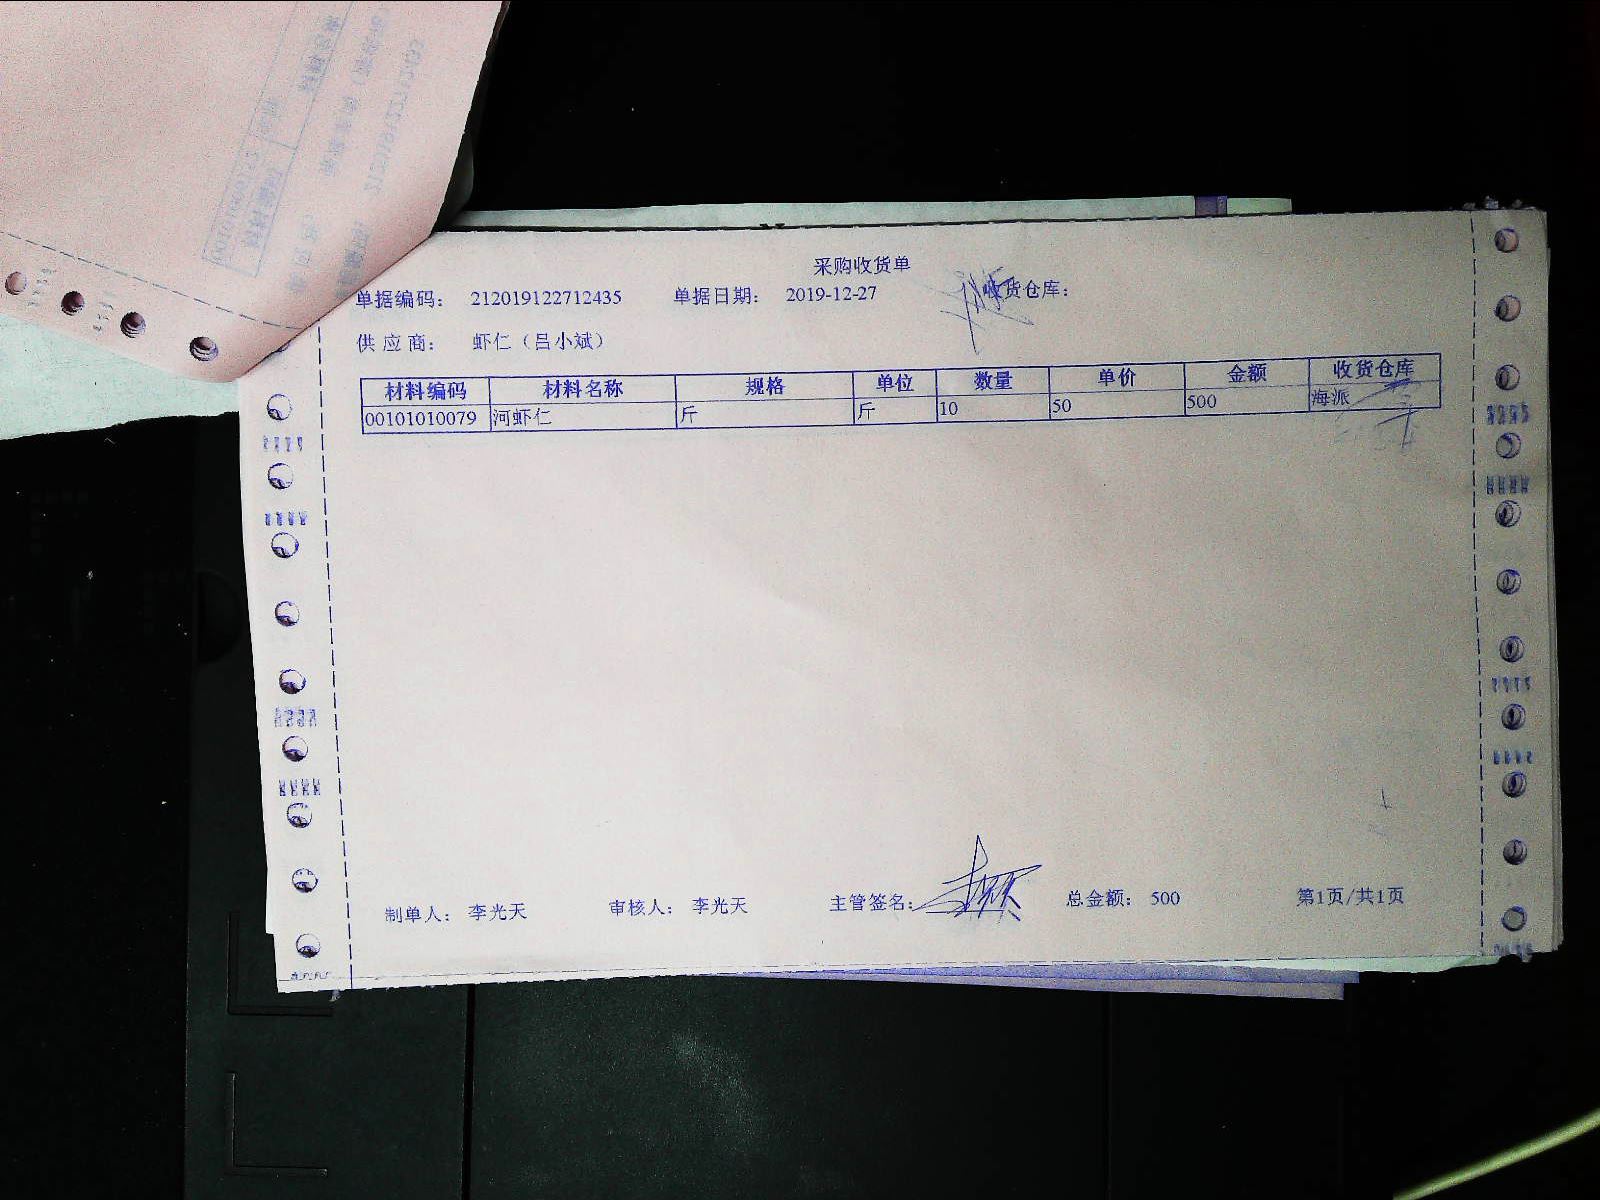 采购收货单
单据编码： 212019122712435 单据日期： 2019-12-27 收货仓库：
供应商： 虾仁（吕小斌）
材料编码 材料名称 规格 单位 数量 单价 金额 收货仓库
00101010079 河虾仁 斤 斤 10 50 500 海派
制单人： 李光天 审核人： 李光天 主管签名： 总金额： 500 第1页/共1页